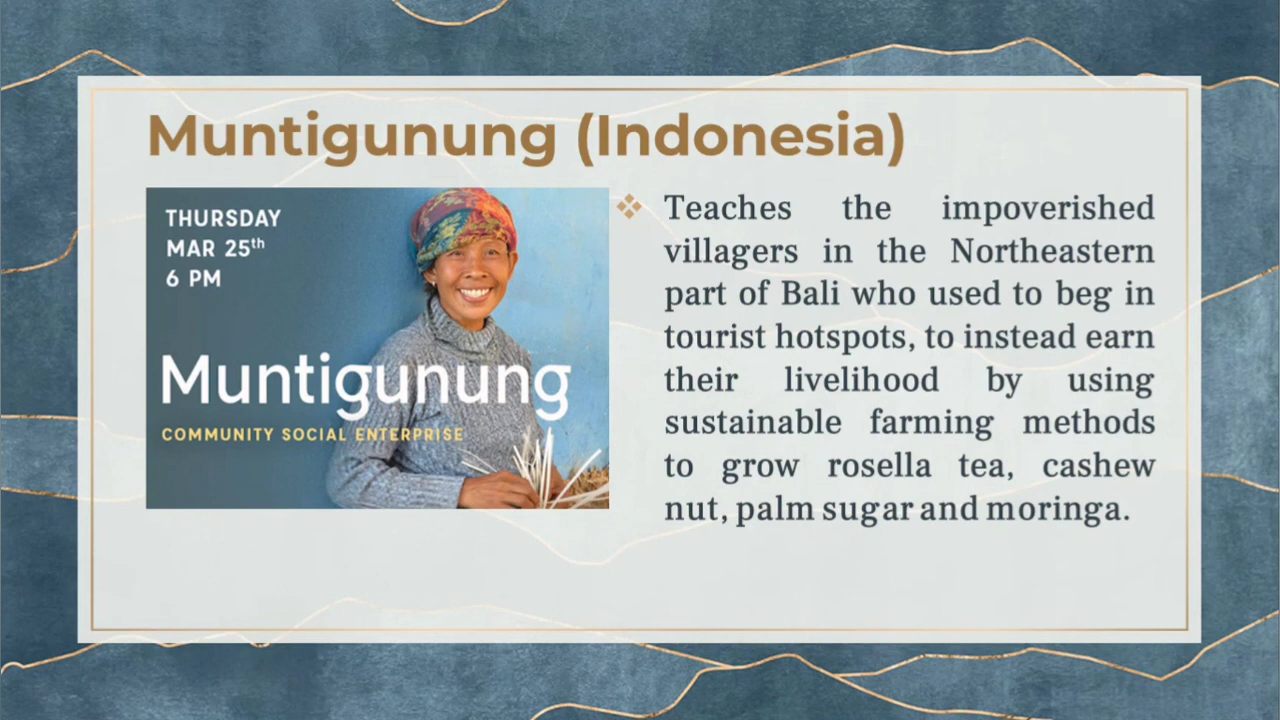 Muntigunung (Indonesia)
THURSDAY
MAR 25th
6 PM
Muntigunung
COMMUNITY SOCIAL ENTERPRISE
Teaches the impoverished
villagers in the Northeastern
part of Bali who used to beg in
tourist hotspots, to instead earn
their livelihood by using
sustainable farming methods
to grow rosella tea, cashew
nut, palm sugar and moringa.